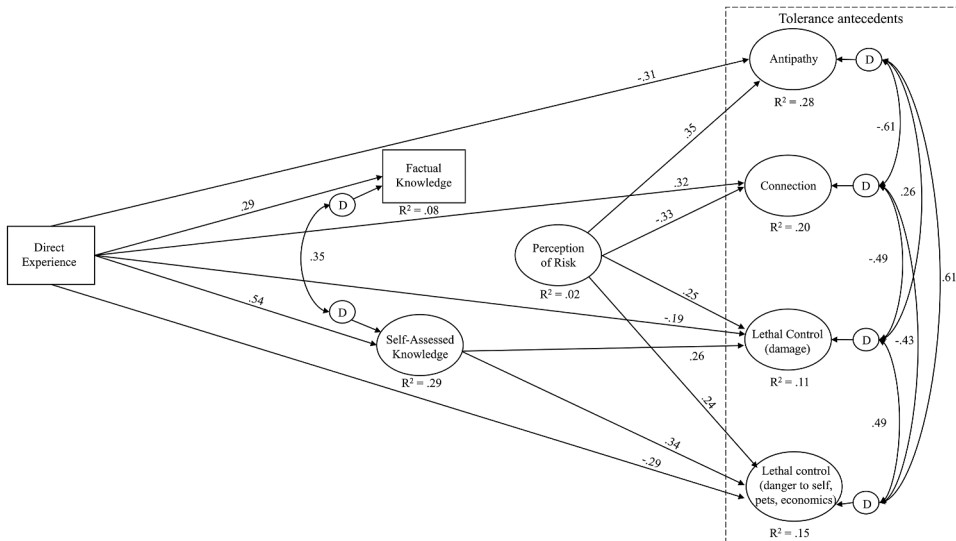 Tolerance antecedents
Antipathy
D
R² = .28
-.31
.35
-.61
Factual
Knowledge
D
R² = .08
.29
.32
Connection
D
R² = .20
.26
-.33
Direct
Experience
.35
Perception
of Risk
R² = .02
-.49
.61
.54
.25
D
-.19
Self-Assessed
Knowledge
R² = .29
Lethal Control
(damage)
D
R² = .11
-.43
.26
.24
.34
.49
-.29
Lethal control
(danger to self,
pets, economics)
D
R² = .15